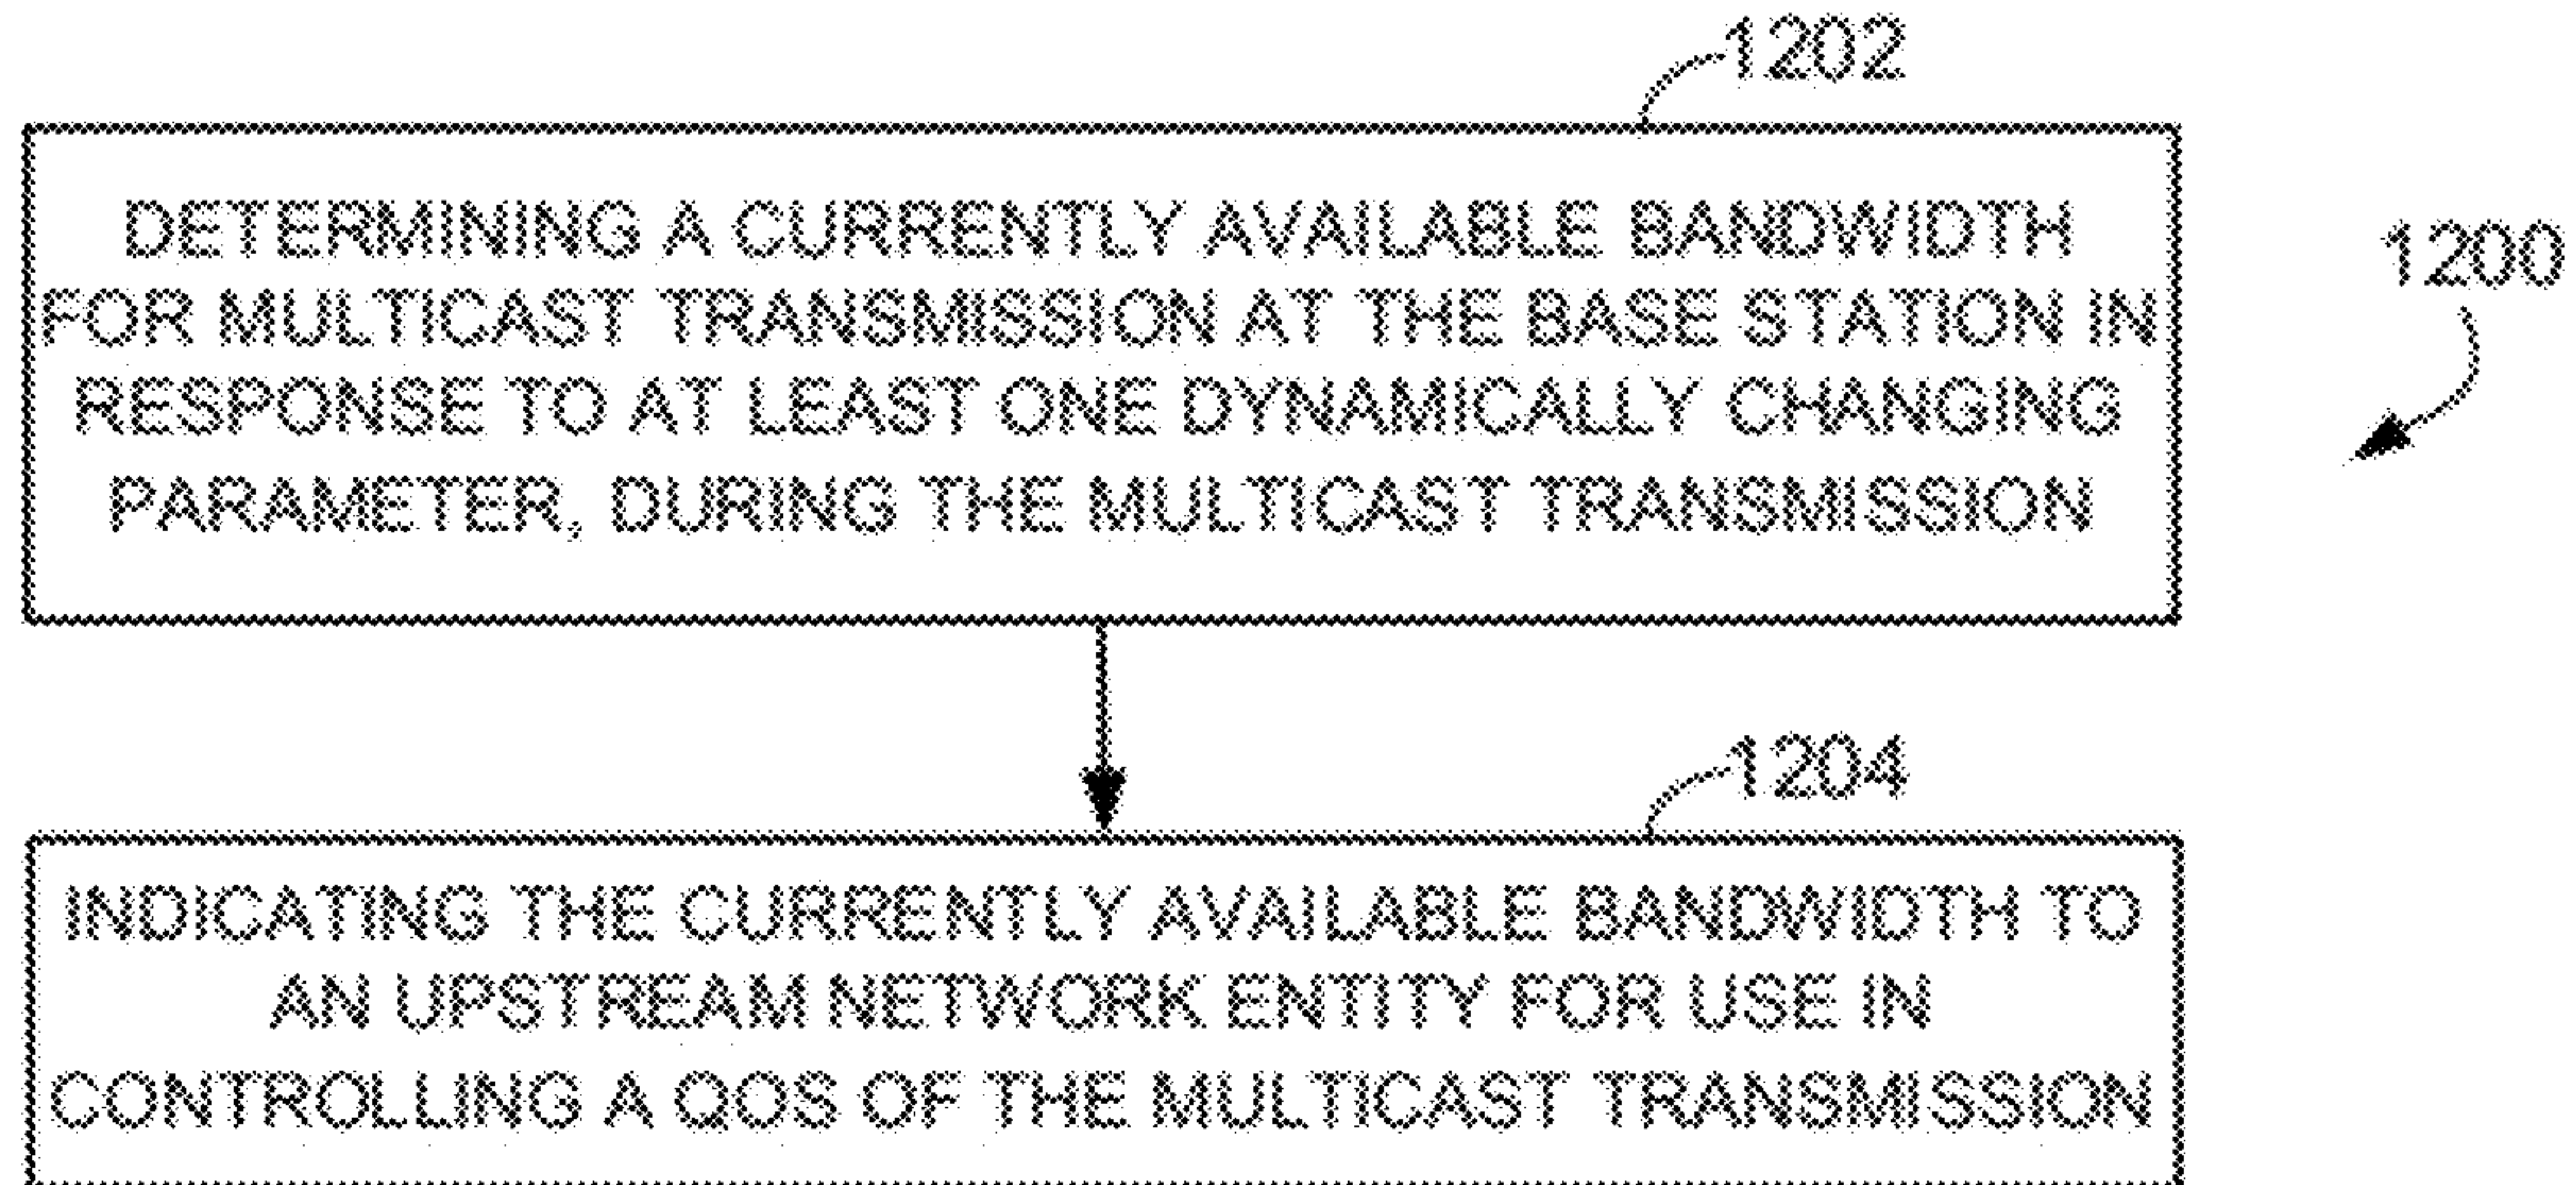 1202
DETERMINING A CURRENTLY AVAILABLE BANDWIDTH
FOR MULTICAST TRANSMISSION AT THE BASE STATION IN
RESPONSE TO AT LEAST ONE DYNAMICALLY CHANGING
PARAMETER, DURING THE MULTICAST TRANSMISSION
1200
1204
INDICATING THE CURRENTLY AVAILABLE BANDWIDTH TO
AN UPSTREAM NETWORK ENTITY FOR USE IN
CONTROLLING A QOS OF THE MULTICAST TRANSMISSION